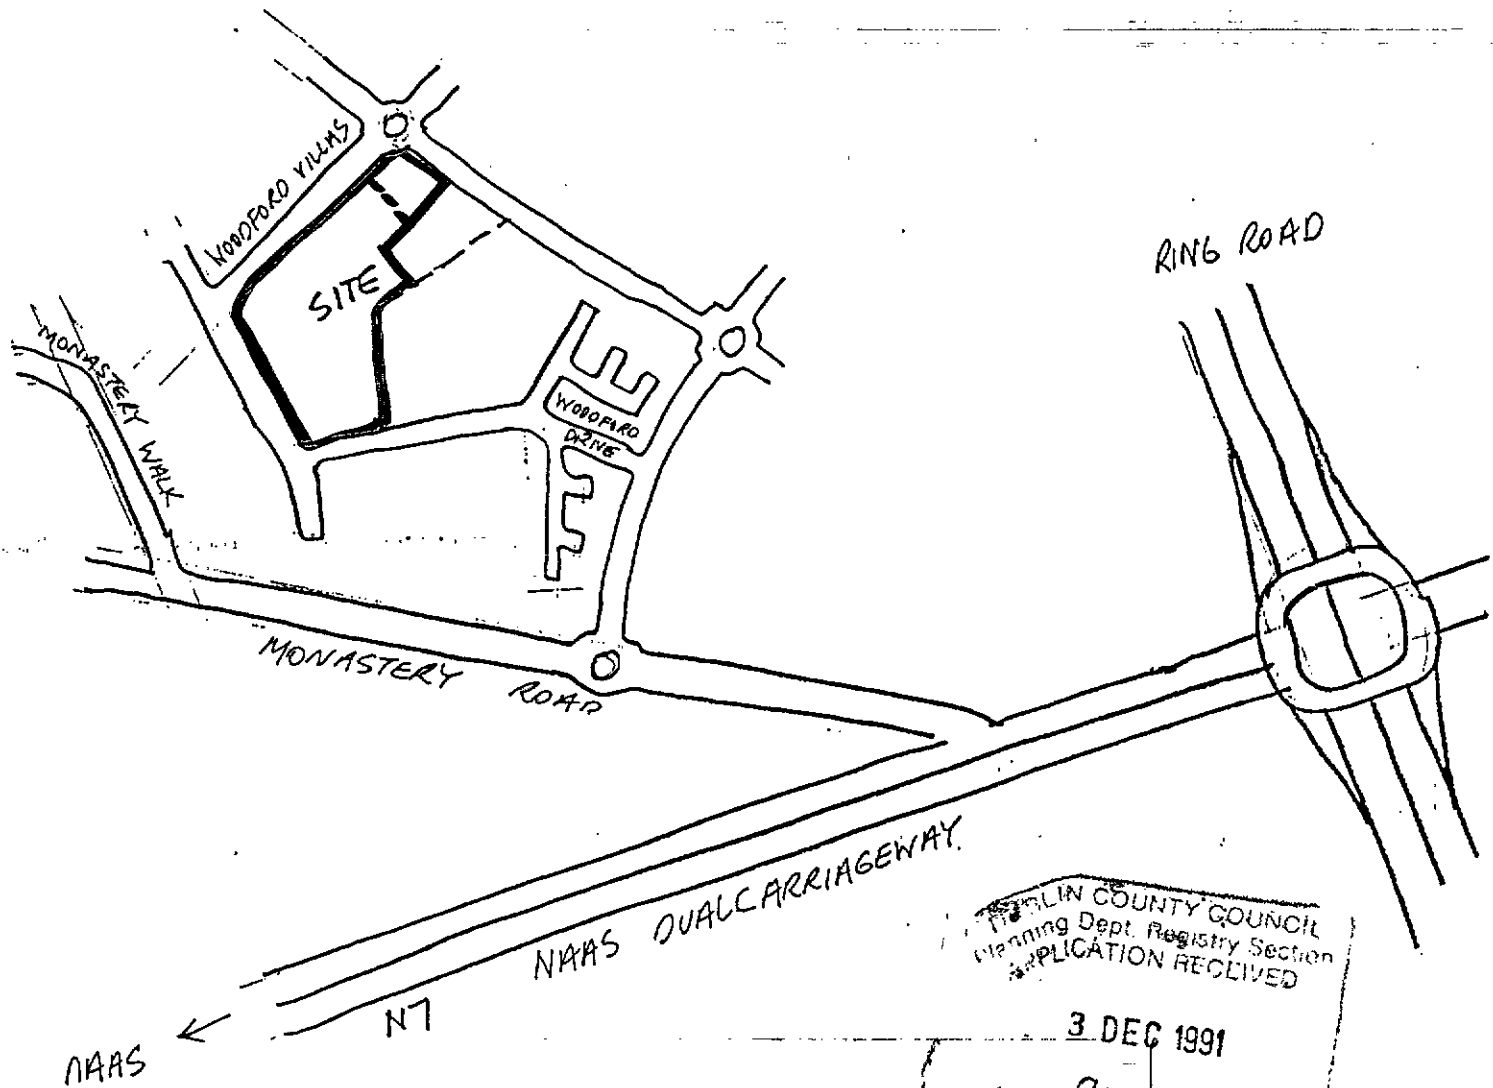 WOODFORD VILLAS
RING ROAD
SITE
MONASTERY WALK
WOODFORD
DRIVE
MONASTERY ROAD
NAAS DUALCARRIAGEWAY.
N7
NAAS
DUBLIN COUNTY COUNCIL
Planning Dept. Registry Section
APPLICATION RECEIVED
3 DEC 1991